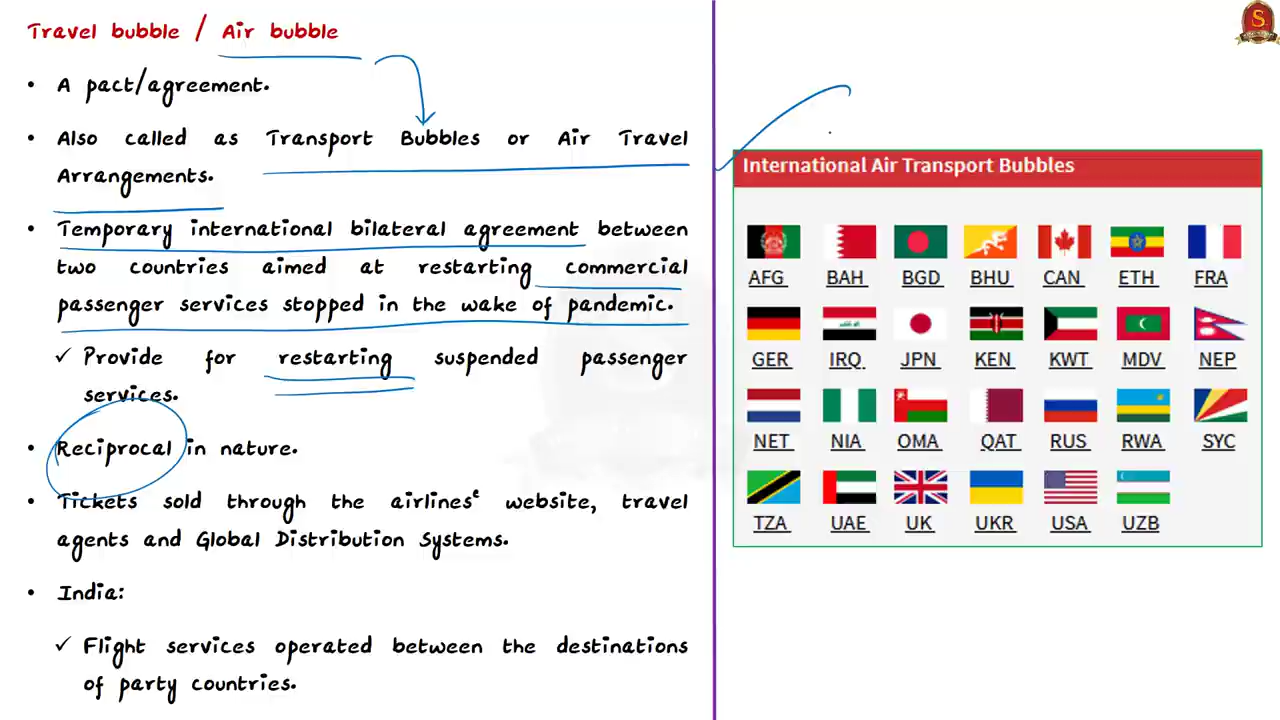 Travel bubble / Air bubble
• A pact/agreement.
• Also called as Transport Bubbles or Air Travel
Arrangements.
• Temporary international bilateral agreement between
two countries aimed at restarting commercial
passenger services stopped in the wake of pandemic.
✓ Provide for restarting suspended passenger
services.
• Reciprocal in nature.
• Tickets sold through the airlines' website, travel
agents and Global Distribution Systems.
• India:
✓ Flight services operated between the destinations
of party countries.
S
International Air Transport Bubbles
AFG BAH BGD BHU CAN ETH FRA
GER IRQ JPN KEN KWT MDV NEP
NET NIA OMA QAT RUS RWA SYC
TZA UAE UK UKR USA UZB